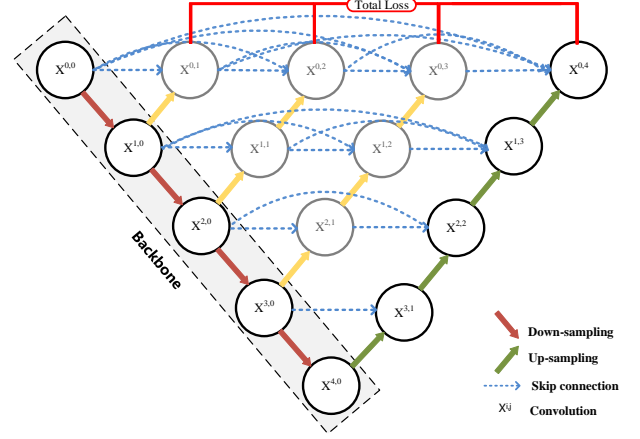 Total Loss
X0,0
X0,1
X0,2
X0,3
X0,4
X1,0
X1,1
X1,2
X1,3
X2,0
X2,1
X2,2
Backbone
X3,0
X3,1
X4,0
Down-sampling
Up-sampling
Skip connection
Xi,j Convolution